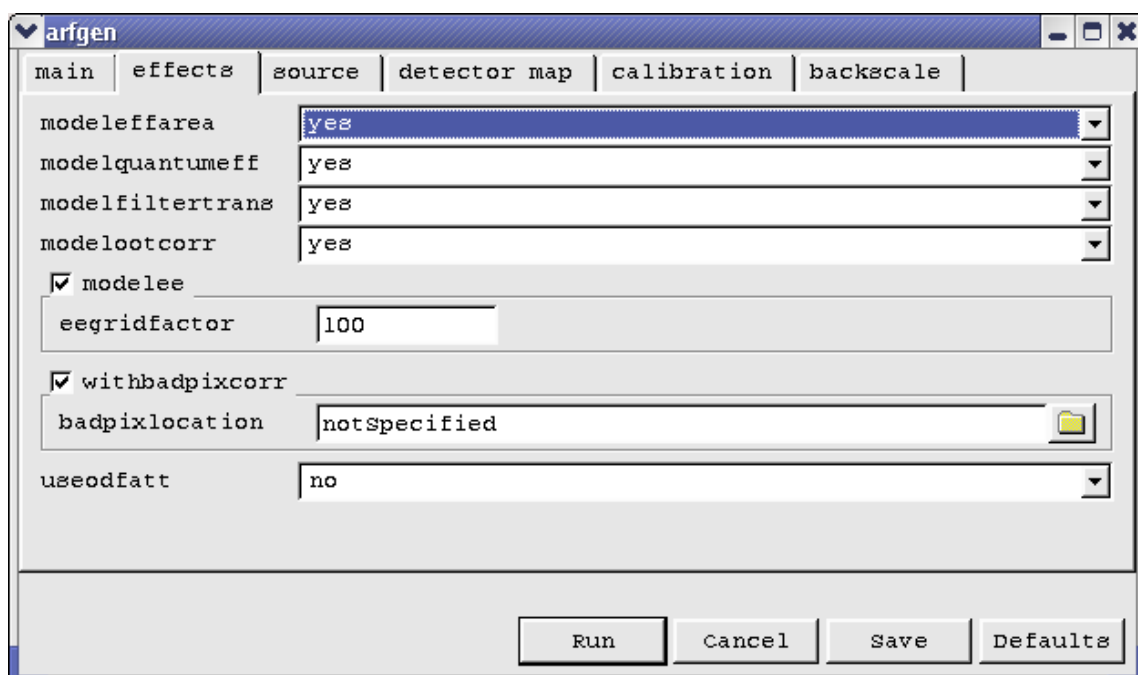 arfgen
main effects source detector map calibration backscale
modeleffarea yes
modelquantumeff yes
modelfiltertrans yes
modelootcorr yes
modelee
eegridfactor 100
withbadpixcorr
badpixlocation notSpecified
useodfatt no
Run Cancel Save Defaults